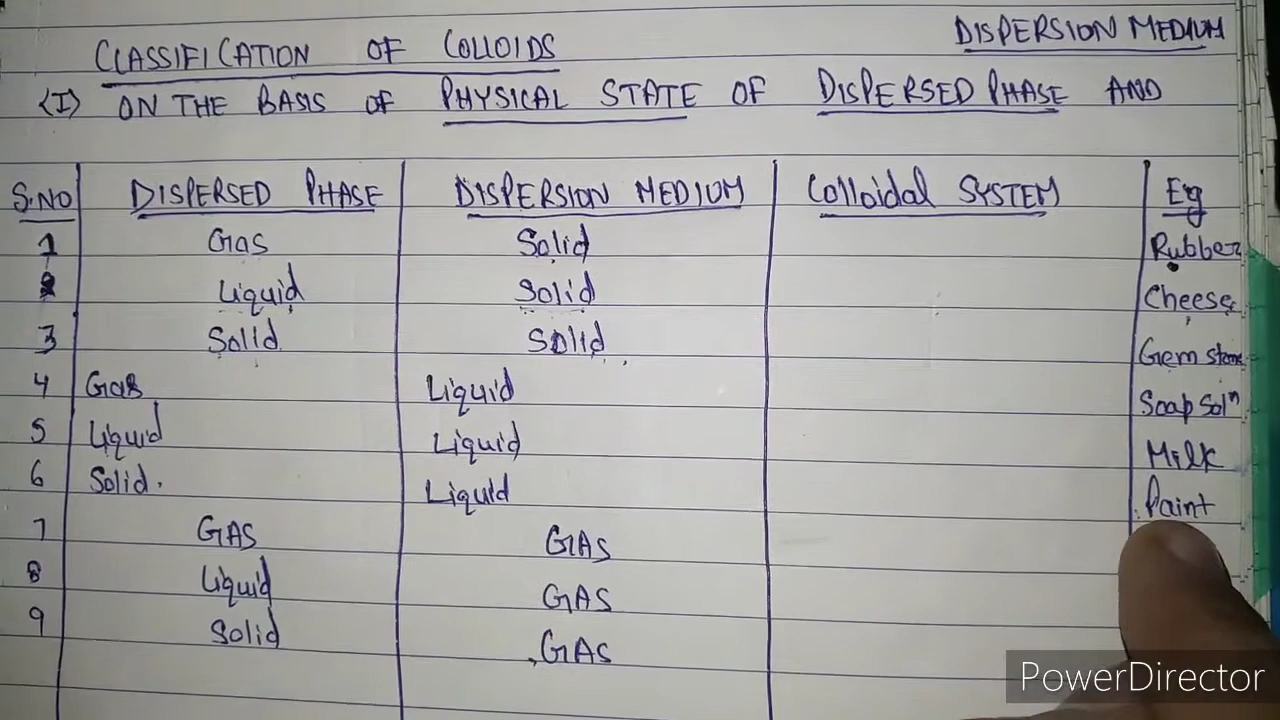 DISPERSION MEDIUM
CLASSIFICATION OF COLLOIDS
(I) ON THE BASIS OF PHYSICAL STATE OF DISPERSED PHASE AND
S.NO DISPERSED PHASE DISPERSION MEDIUM Colloidal SYSTEM Eg
1 Gas Solid Rubber
2 Liquid Solid Cheese
3 Solid Solid Gem stone
4 Gas Liquid Soap Solⁿ
5 Liquid Liquid Milk
6 Solid. Liquid Paint
7 GAS GAS
8 Liquid GAS
9 Solid GAS
PowerDirector